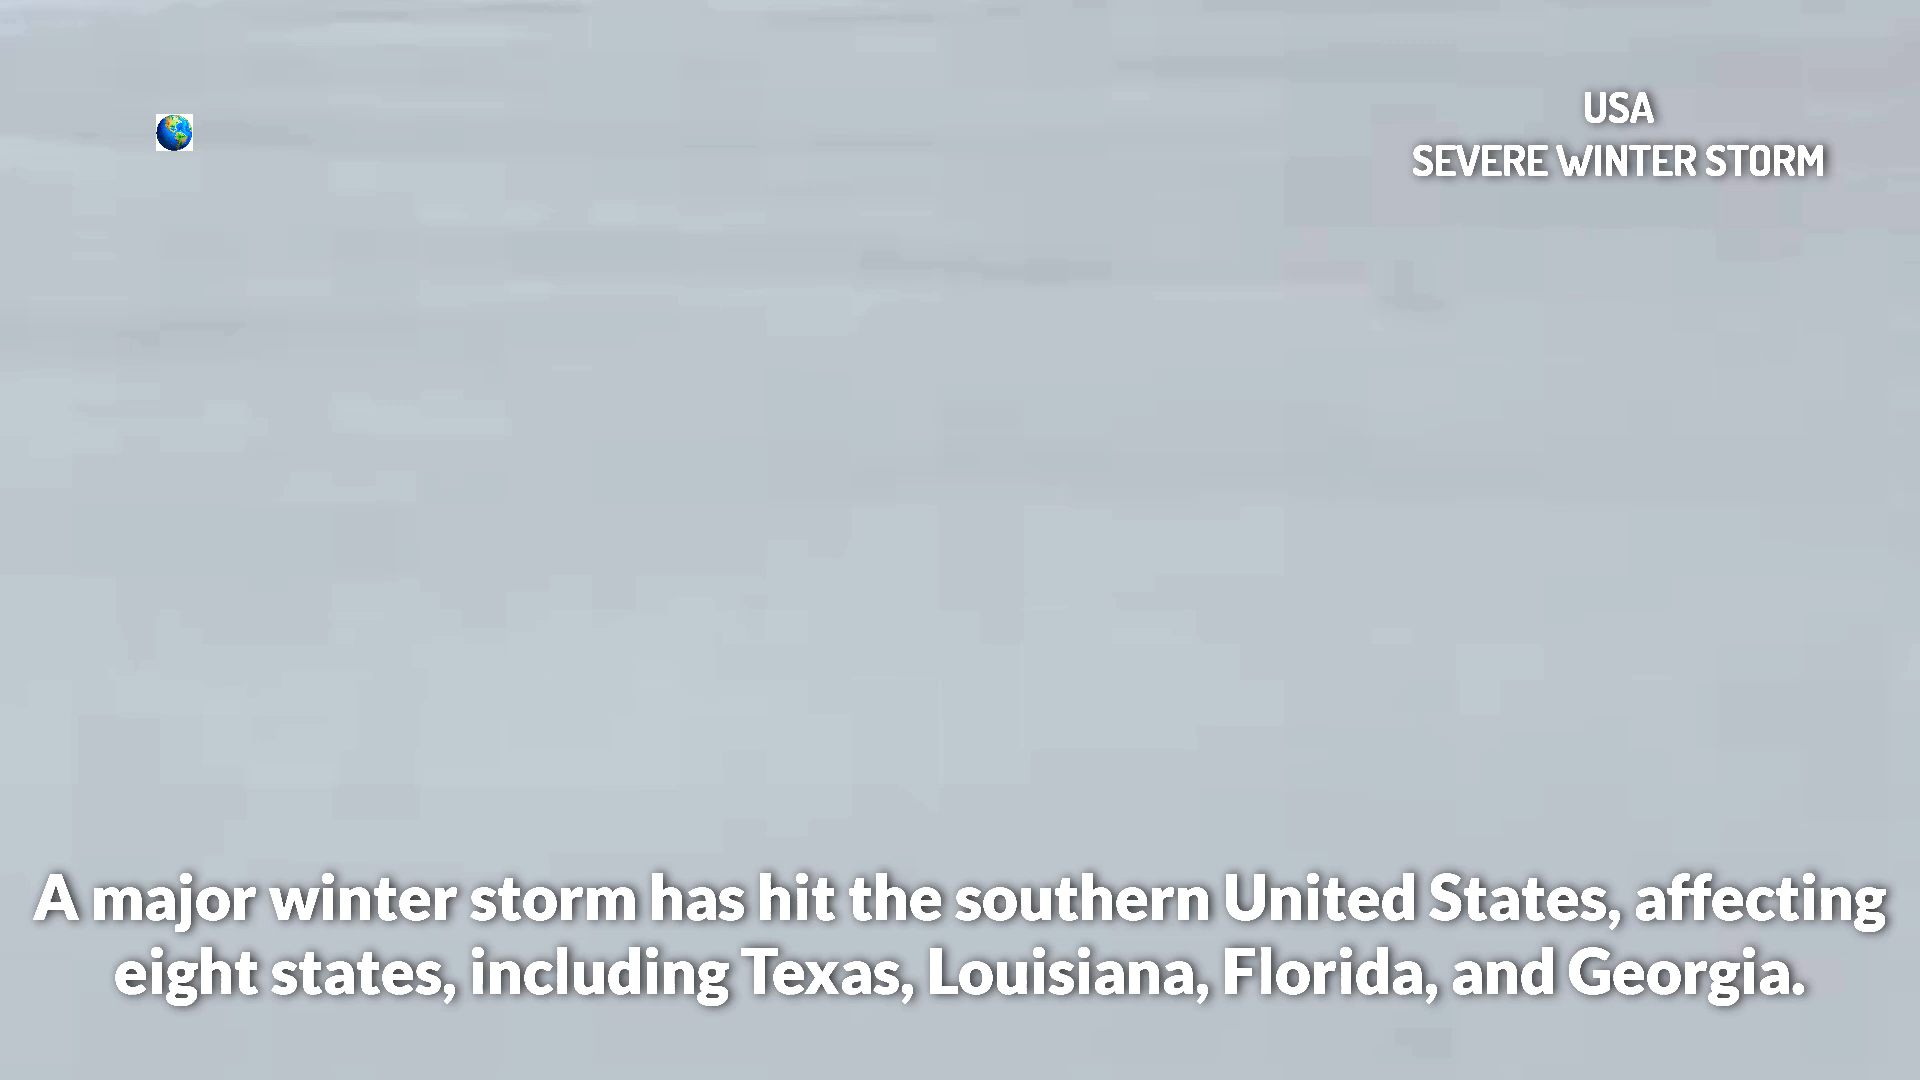 USA
SEVERE WINTER STORM
A major winter storm has hit the southern United States, affecting
eight states, including Texas, Louisiana, Florida, and Georgia.